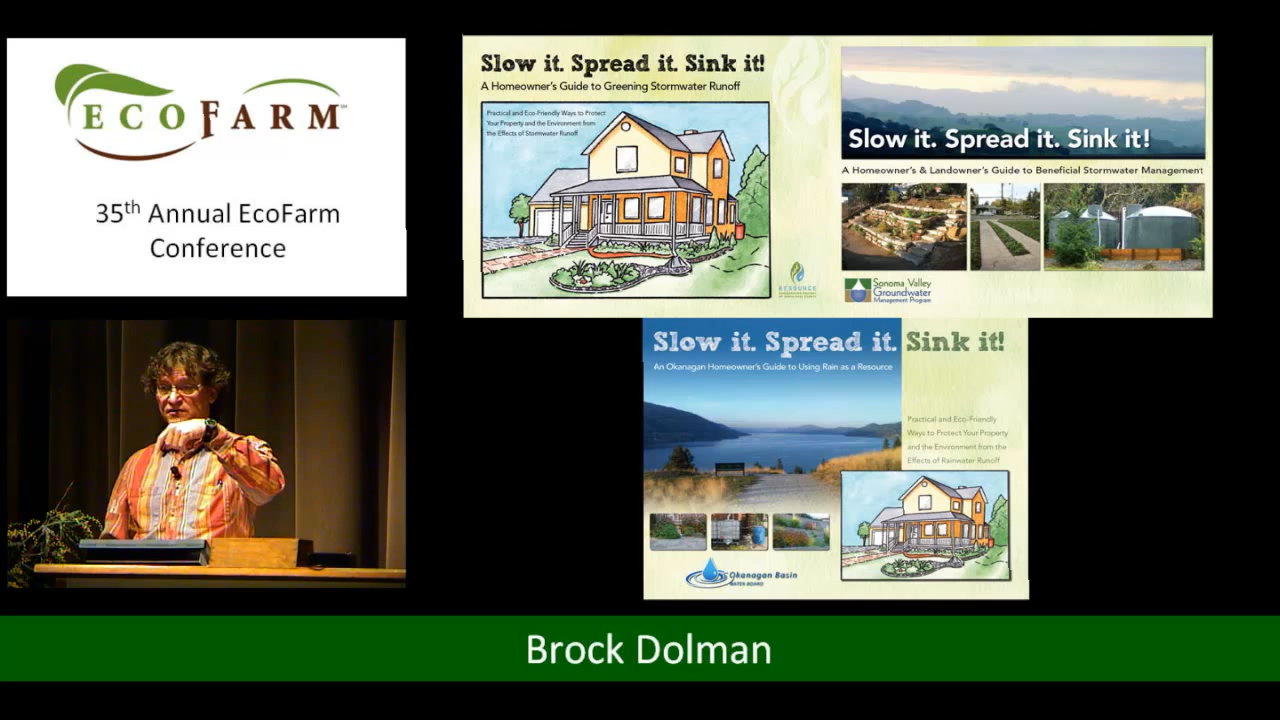 ECOFARM
35th Annual EcoFarm
Conference
Slow it. Spread it. Sink it!
A Homeowner's Guide to Greening Stormwater Runoff
Practical and Eco-Friendly Ways to Protect
Your Property and the Environment from
the Effects of Stormwater Runoff
Slow it. Spread it. Sink it!
A Homeowner's & Landowner's Guide to Beneficial Stormwater Management
Sonoma Valley
Groundwater
Management Program
Slow it. Spread it. Sink it!
An Okanagan Homeowner's Guide to Using Rain as a Resource
Practical and Eco-Friendly
Ways to Protect Your Property
and the Environment from the
Effects of Rainwater Runoff
Okanagan Basin
WATER BOARD
Brock Dolman